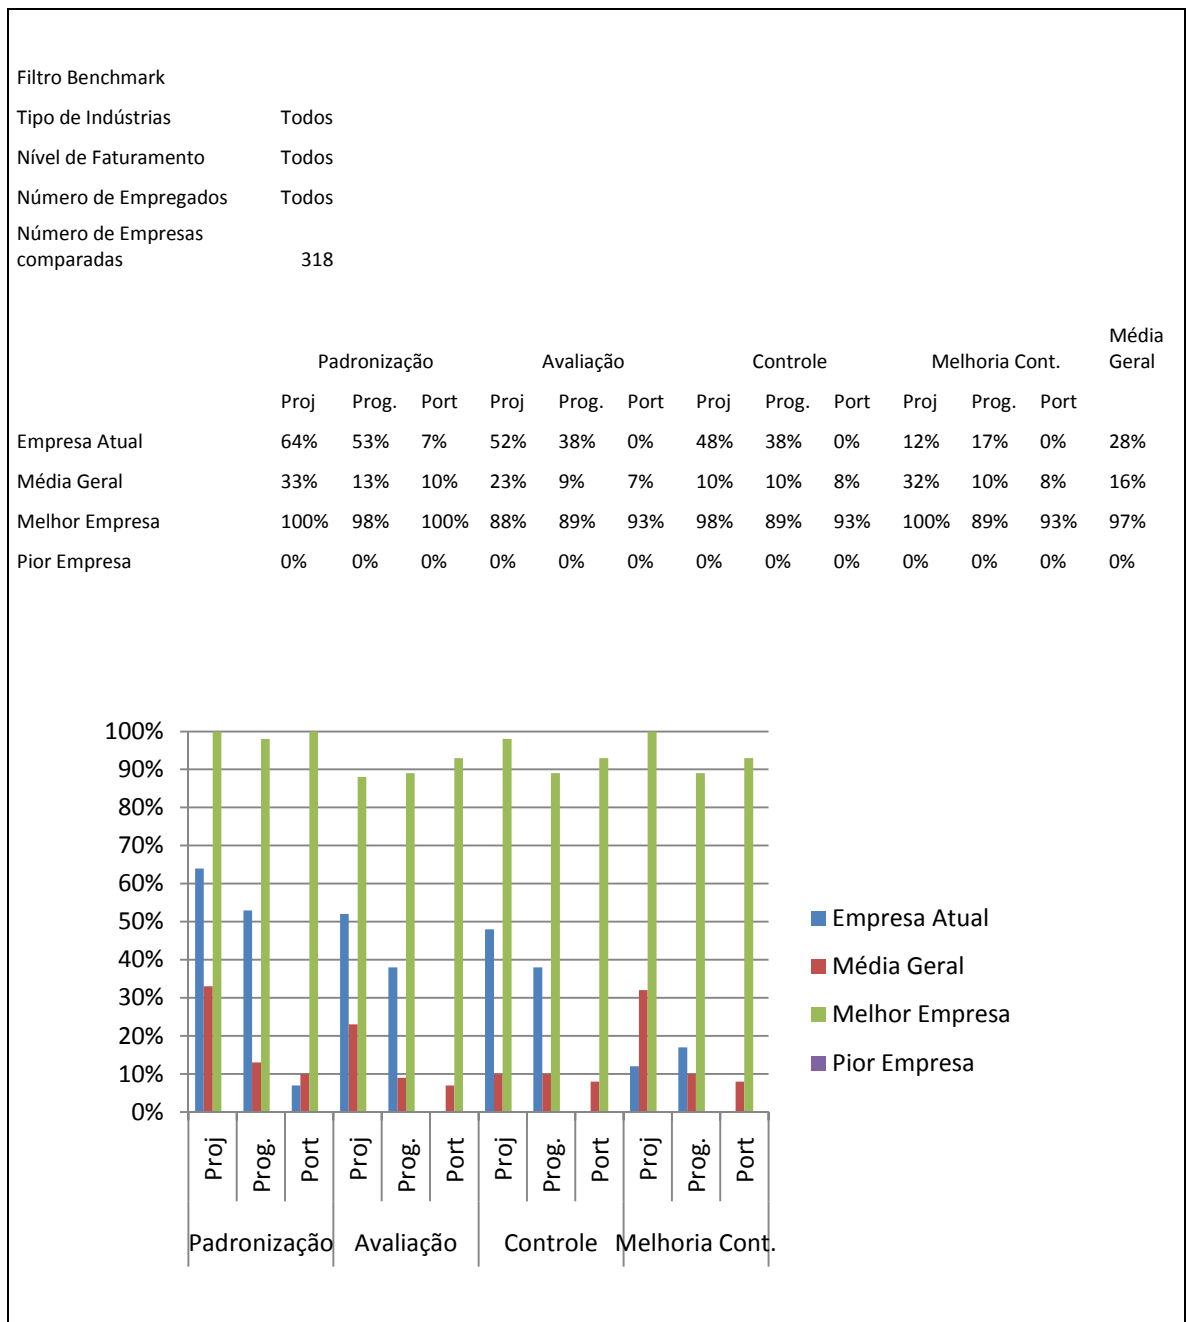 Filtro Benchmark
Tipo de Indústrias Todos
Nível de Faturamento Todos
Número de Empregados Todos
Número de Empresas
comparadas 318
Média
Padronização Avaliação Controle Melhoria Cont. Geral
Proj Prog. Port Proj Prog. Port Proj Prog. Port Proj Prog. Port
Empresa Atual 64% 53% 7% 52% 38% 0% 48% 38% 0% 12% 17% 0% 28%
Média Geral 33% 13% 10% 23% 9% 7% 10% 10% 8% 32% 10% 8% 16%
Melhor Empresa 100% 98% 100% 88% 89% 93% 98% 89% 93% 100% 89% 93% 97%
Pior Empresa 0% 0% 0% 0% 0% 0% 0% 0% 0% 0% 0% 0% 0%
100%
90%
80%
70%
60%
50%
40%
30%
20%
10%
0%
Empresa Atual
Média Geral
Melhor Empresa
Pior Empresa
Proj Prog. Port Proj Prog. Port Proj Prog. Port Proj Prog. Port
Padronização Avaliação Controle Melhoria Cont.